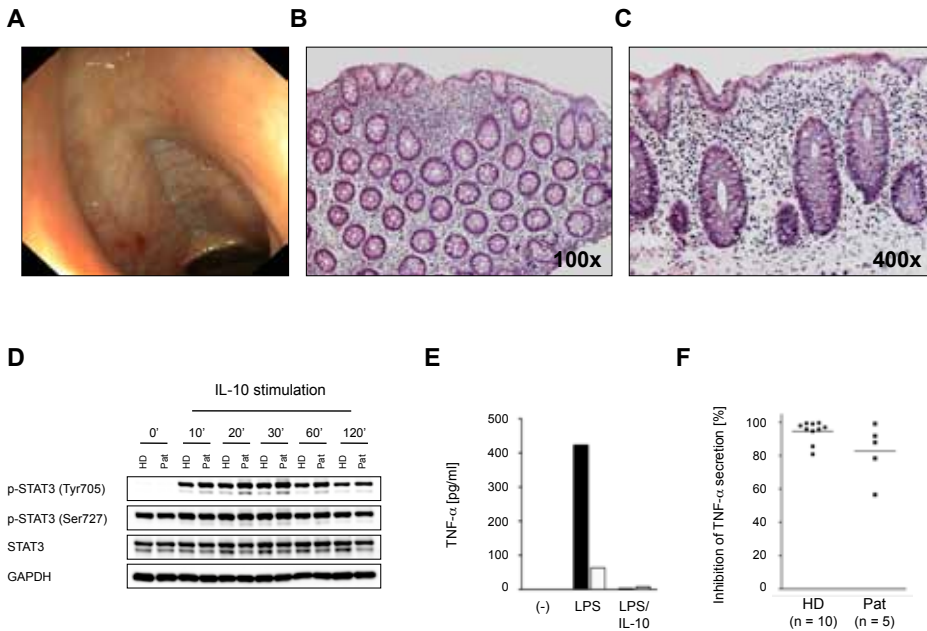 A
B
C
100x
400x
D
IL-10 stimulation
0' 10' 20' 30' 60' 120'
HD Pat HD Pat HD Pat HD Pat HD Pat HD Pat
p-STAT3 (Tyr705)
p-STAT3 (Ser727)
STAT3
GAPDH
E
TNF-α [pg/ml]
500
400
300
200
100
0
(-) LPS LPS/
IL-10
F
Inhibition of TNF-α secretion [%]
100
80
60
40
20
0
HD Pat
(n = 10) (n = 5)